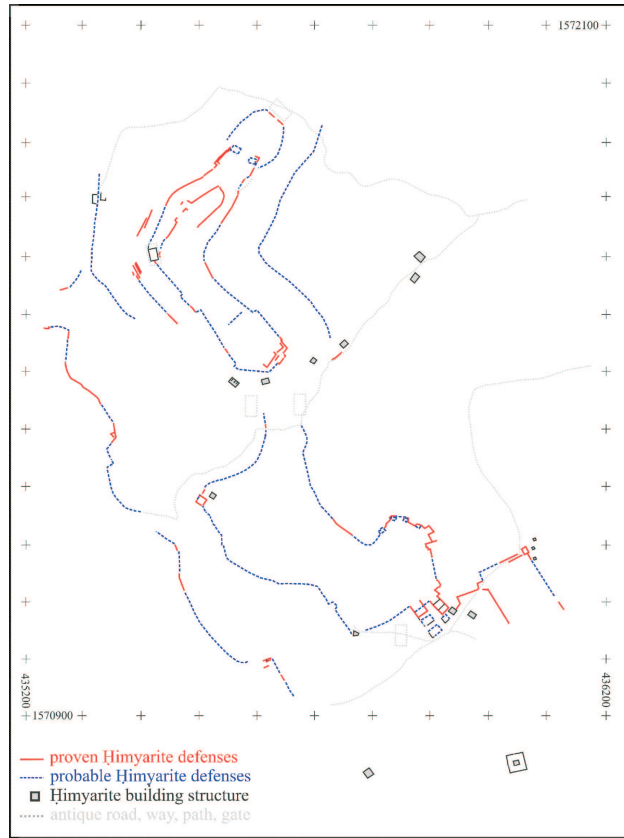 1572100
435200
436200
1570900
proven Ḥimyarite defenses
probable Ḥimyarite defenses
Ḥimyarite building structure
antique road, way, path, gate